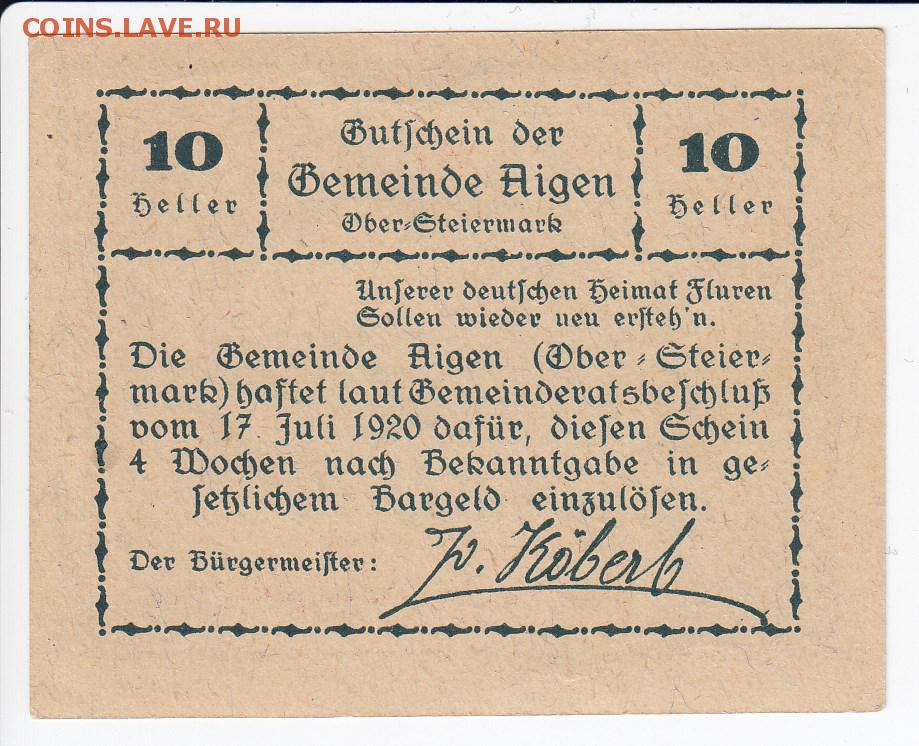 COINS.LAVE.RU
10
Heller
Gutschein der
Gemeinde Aigen
Ober-Steiermark
10
Heller
Unserer deutschen Heimat Fluren
Sollen wieder neu ersteh'n.
Die Gemeinde Aigen (Ober-Steier-
mark) haftet laut Gemeinderatsbeschluß
vom 17. Juli 1920 dafür, diesen Schein
4 Wochen nach Bekanntgabe in ge-
setzlichem Bargeld einzulösen.
Der Bürgermeister: